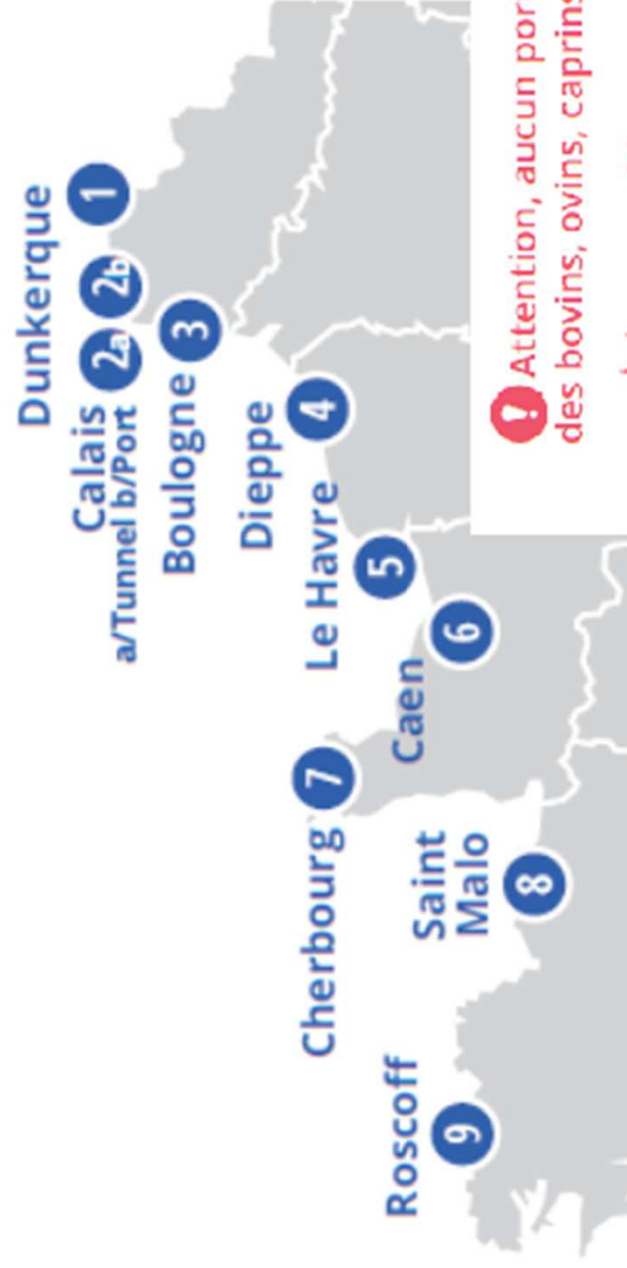 Dunkerque
1
Calais
a/Tunnel b/Port
2a
2b
Boulogne
3
Dieppe
4
Le Havre
5
Caen
6
Cherbourg
7
Saint
Malo
8
Roscoff
9
! Attention, aucun por
des bovins, ovins, caprins